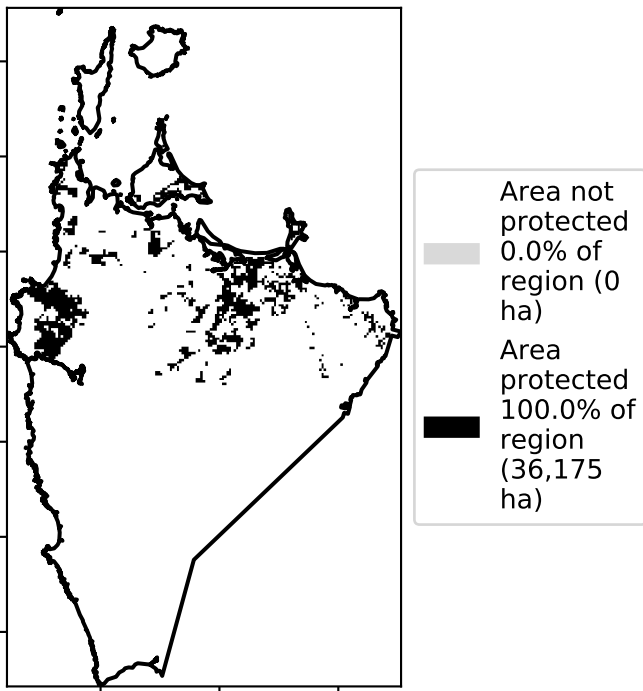 Area not
protected
0.0% of
region (0
ha)
Area
protected
100.0% of
region
(36,175
ha)